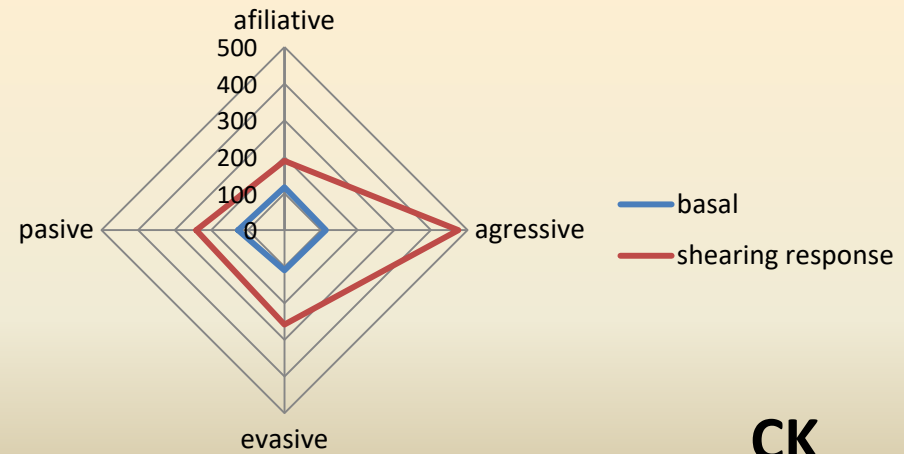 afiliative
500
400
300
200
100
0
pasive
agressive
evasive
basal
shearing response
CK